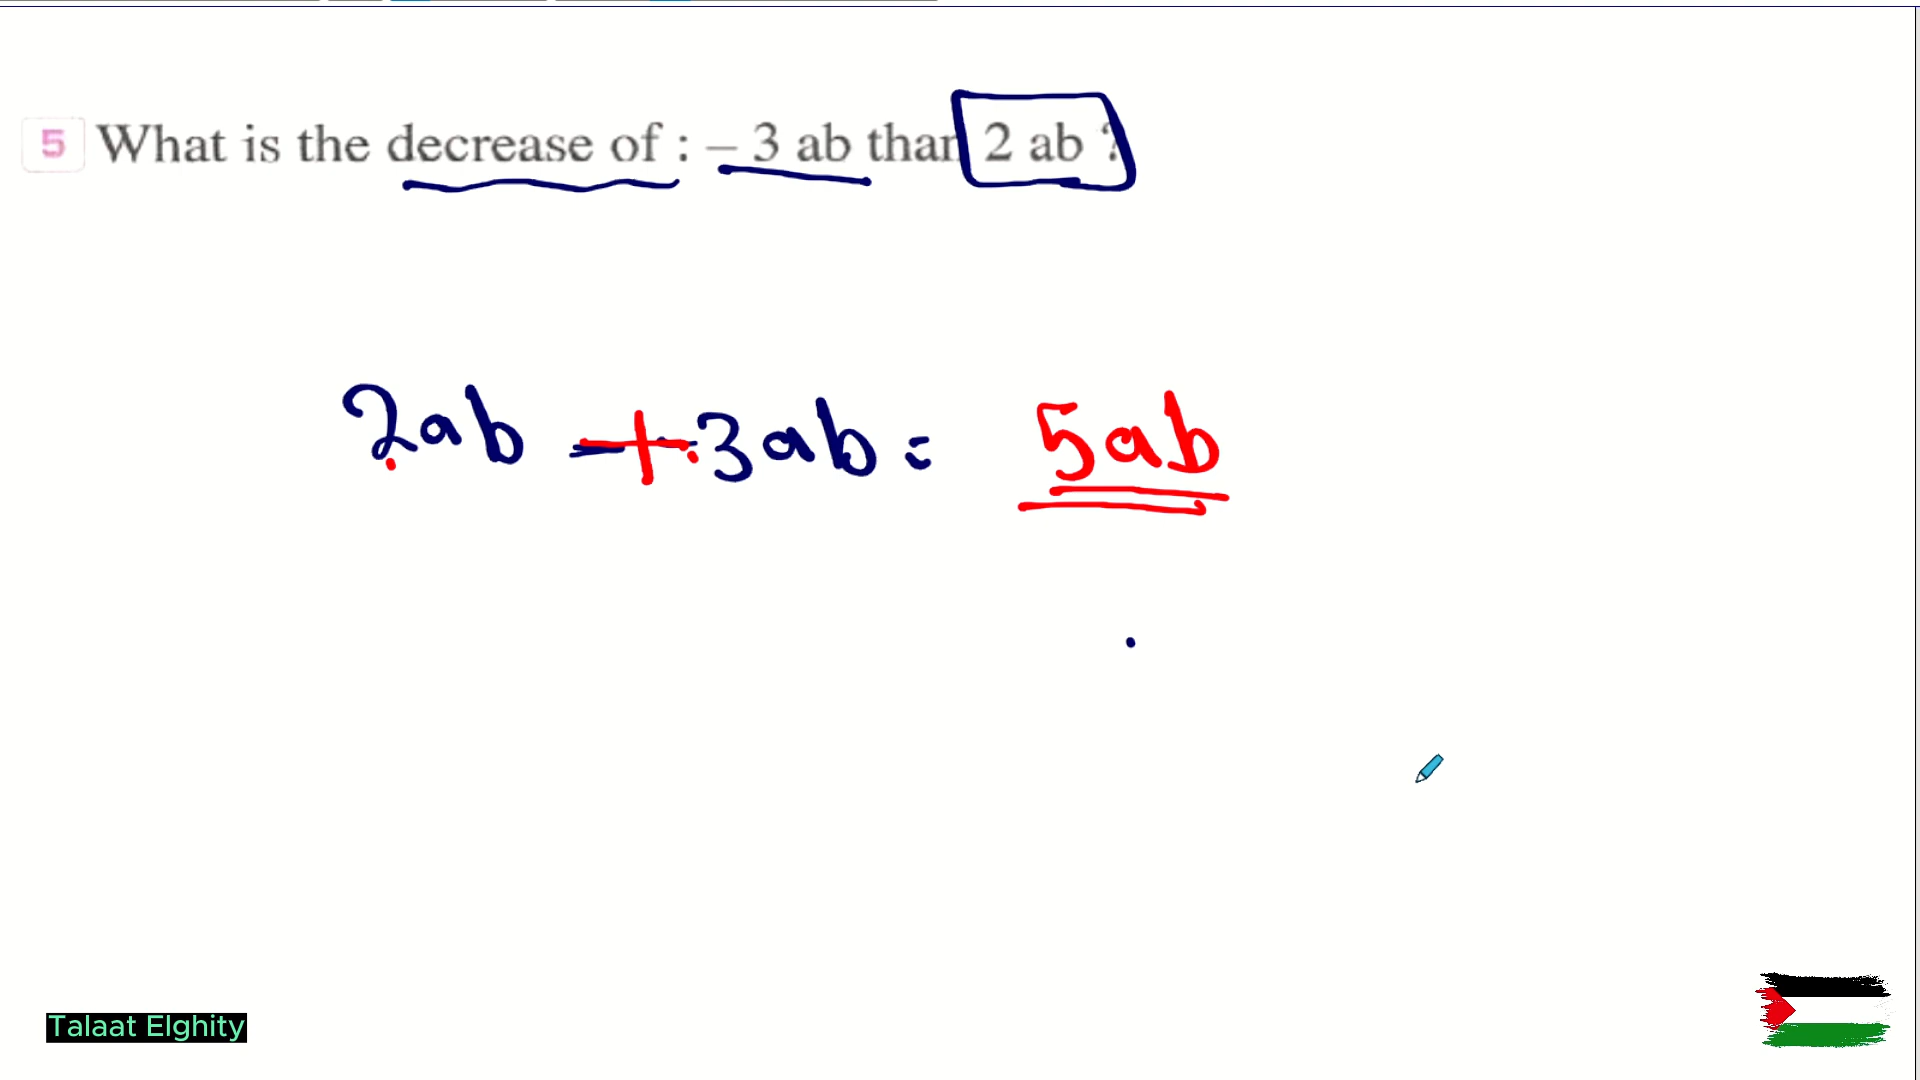 5 What is the decrease of : – 3 ab than 2 ab ?
2ab + 3ab = 5ab
Talaat Elghity